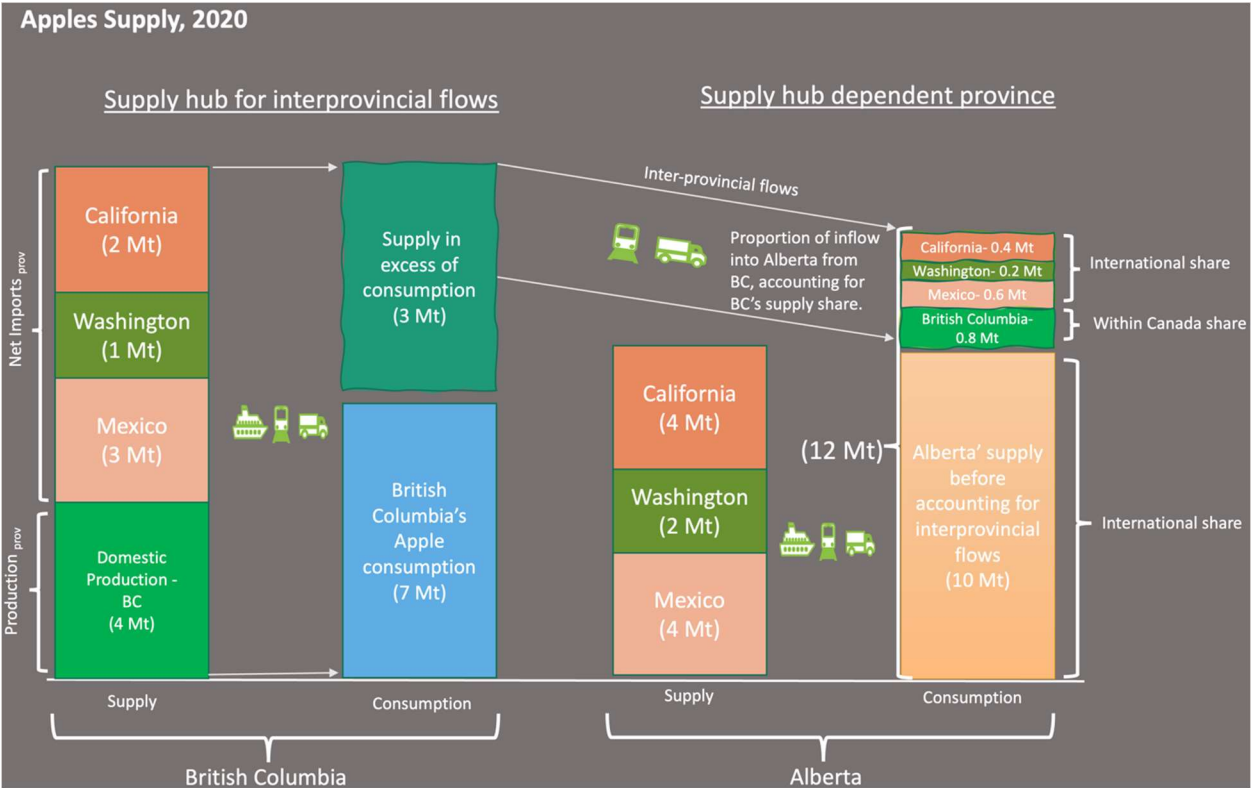 Apples Supply, 2020
Supply hub for interprovincial flows
Supply hub dependent province
Net Imports prov
Production prov
California
(2 Mt)
Washington
(1 Mt)
Mexico
(3 Mt)
Domestic
Production -
BC
(4 Mt)
Supply
Supply in
excess of
consumption
(3 Mt)
British
Columbia's
Apple
consumption
(7 Mt)
Consumption
British Columbia
Inter-provincial flows
Proportion of inflow
into Alberta from
BC, accounting for
BC's supply share.
California
(4 Mt)
Washington
(2 Mt)
Mexico
(4 Mt)
Supply
(12 Mt)
California- 0.4 Mt
Washington- 0.2 Mt
Mexico- 0.6 Mt
British Columbia-
0.8 Mt
Alberta' supply
before
accounting for
interprovincial
flows
(10 Mt)
Consumption
International share
Within Canada share
International share
Alberta